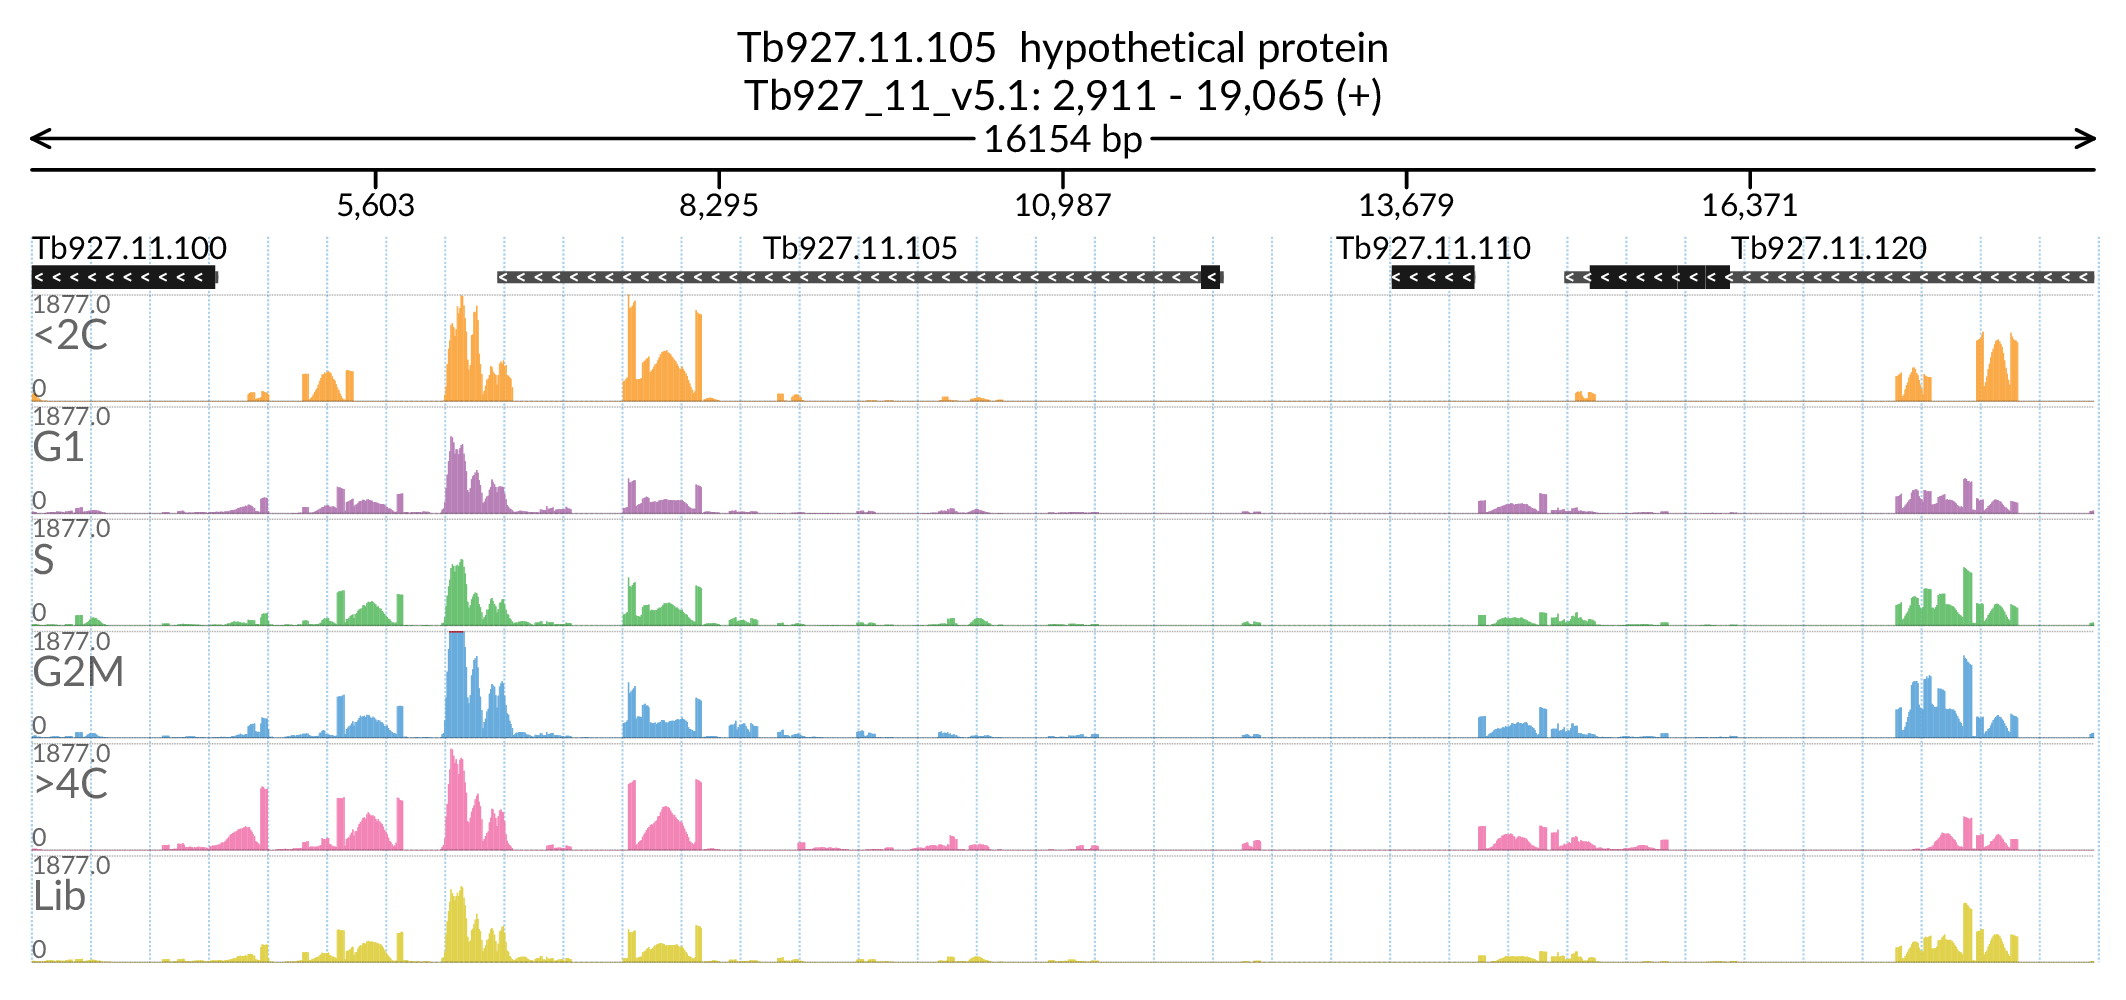 Tb927.11.105  hypothetical protein
Tb927_11_v5.1: 2,911 - 19,065 (+)
16154 bp
5,603 8,295 10,987 13,679 16,371
Tb927.11.100 Tb927.11.105 Tb927.11.110 Tb927.11.120
1877.0
<2C
0
1877.0
G1
0
1877.0
S
0
1877.0
G2M
0
1877.0
>4C
0
1877.0
Lib
0